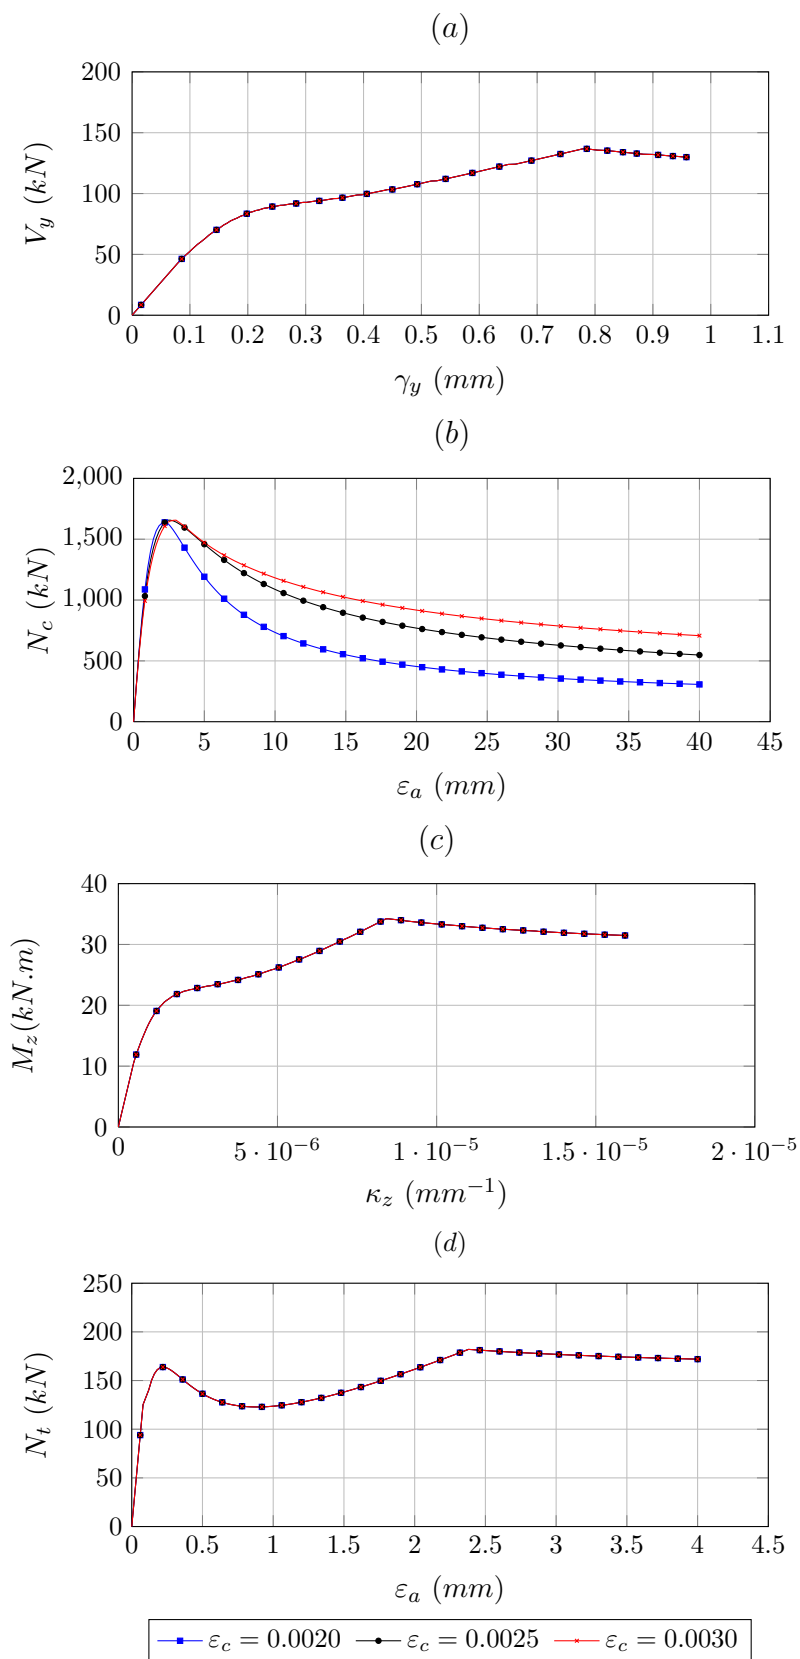 (a)
200
150
100
50
0
V_y (kN)
0 0.1 0.2 0.3 0.4 0.5 0.6 0.7 0.8 0.9 1 1.1
γ_y (mm)
(b)
2,000
1,500
1,000
500
0
N_c (kN)
0 5 10 15 20 25 30 35 40 45
ε_a (mm)
(c)
40
30
20
10
0
M_z(kN.m)
0 5 · 10⁻⁶ 1 · 10⁻⁵ 1.5 · 10⁻⁵ 2 · 10⁻⁵
κ_z (mm⁻¹)
(d)
250
200
150
100
50
0
N_t (kN)
0 0.5 1 1.5 2 2.5 3 3.5 4 4.5
ε_a (mm)
ε_c = 0.0020 ε_c = 0.0025 ε_c = 0.0030